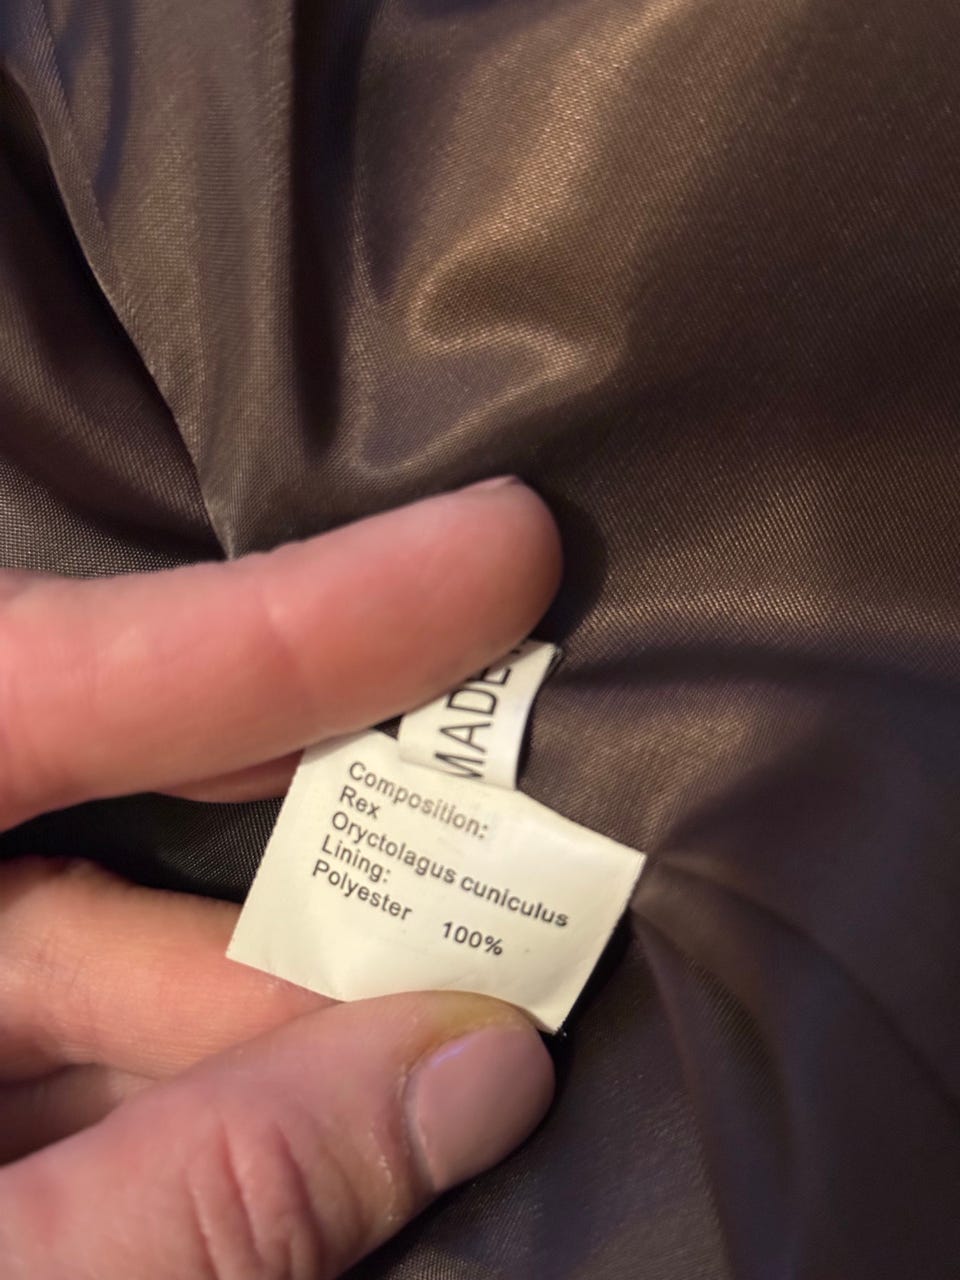 MADE
Composition:
Rex
Oryctolagus cuniculus
Lining:
Polyester 100%